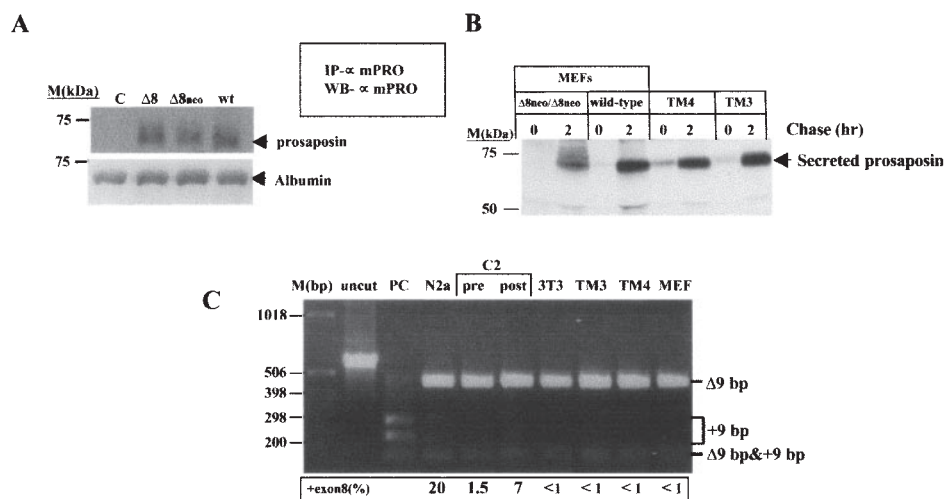 A
IP-∝ mPRO
WB- ∝ mPRO
M(kDa) C Δ8 Δ8neo wt
75
prosaposin
75
Albumin
B
MEFs
Δ8neo/Δ8neo wild-type TM4 TM3
M(kDa) 0 2 0 2 0 2 0 2 Chase (hr)
75
Secreted prosaposin
50
C
C2
M(bp) uncut PC N2a pre post 3T3 TM3 TM4 MEF
1018
506
Δ9 bp
398
298
+9 bp
200
Δ9 bp&+9 bp
+exon8(%) 20 1.5 7 <1 <1 <1 <1